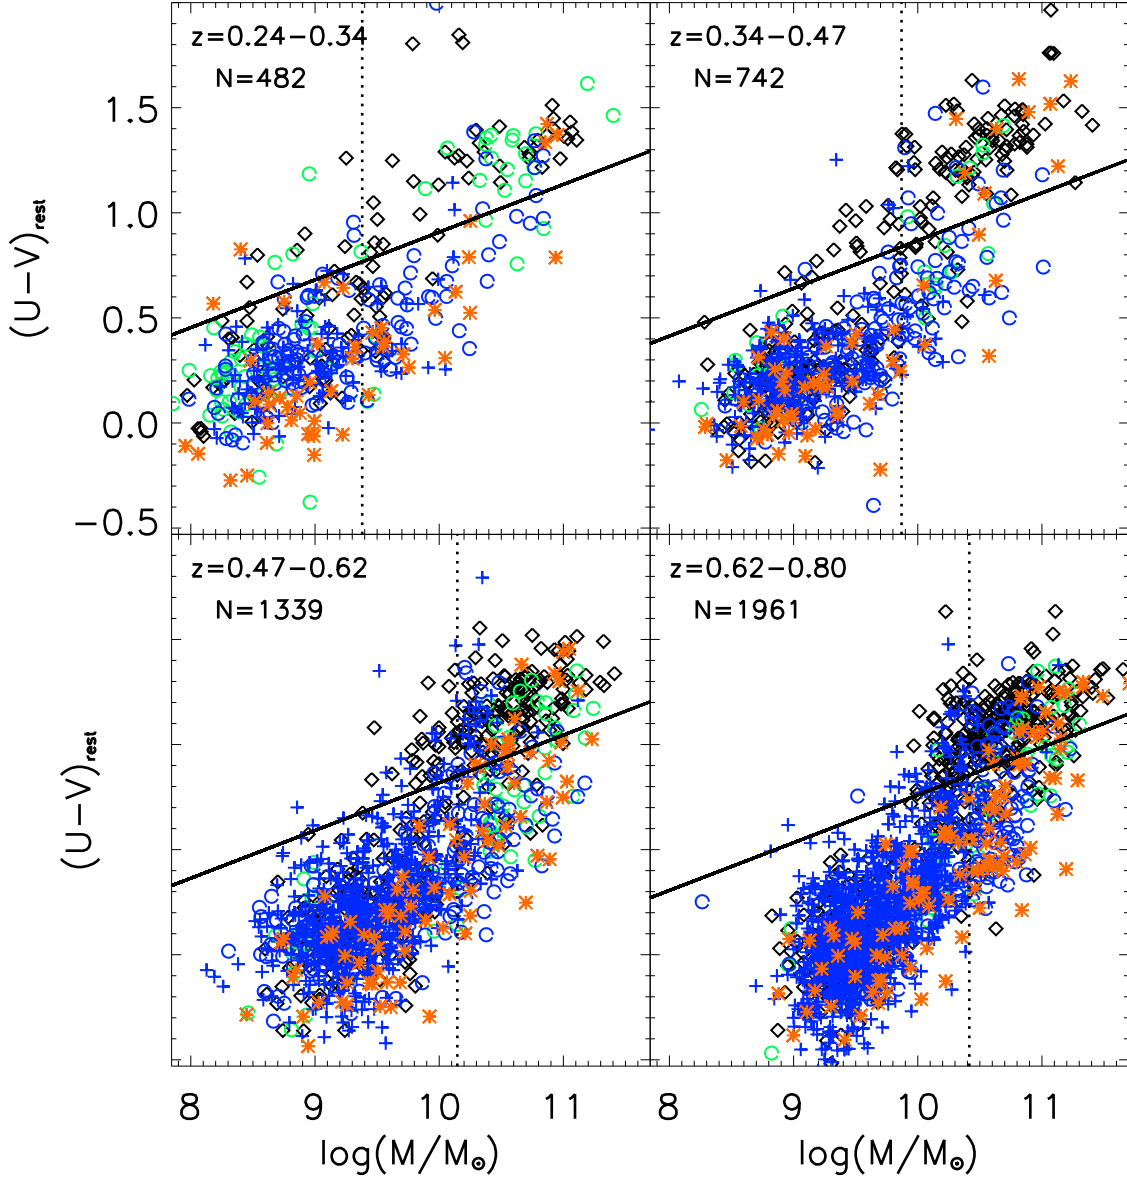 z=0.24−0.34
N=482
z=0.34−0.47
N=742
1.5
1.0
0.5
0.0
−0.5
(U−V)rest
z=0.47−0.62
N=1339
z=0.62−0.80
N=1961
(U−V)rest
8 9 10 11 9 10 11
log(M/M⊙) log(M/M⊙)